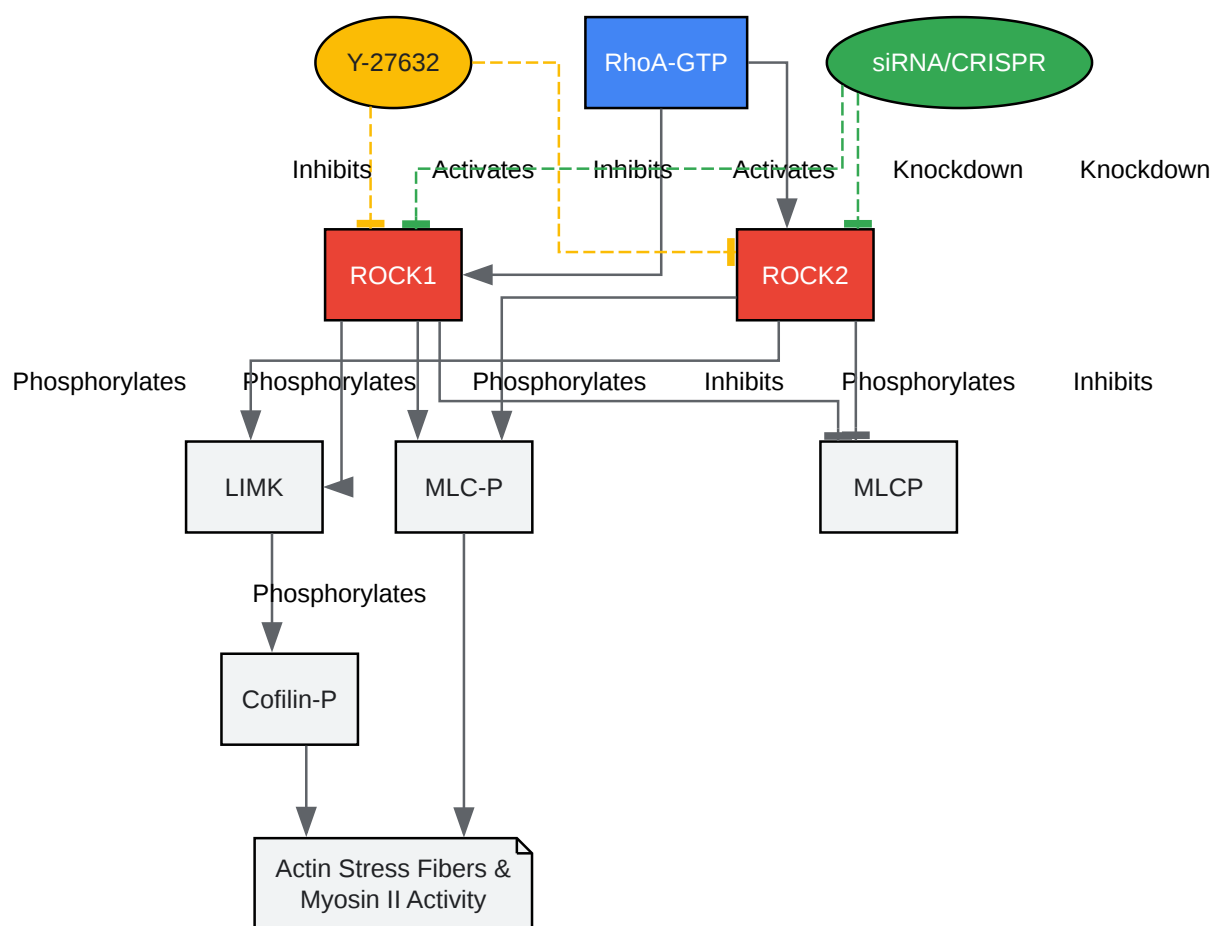 Y-27632
RhoA-GTP
siRNA/CRISPR
Inhibits
Activates
Inhibits
Activates
Knockdown
Knockdown
ROCK1
ROCK2
Phosphorylates
Phosphorylates
Phosphorylates
Inhibits
Phosphorylates
Inhibits
LIMK
MLC-P
MLCP
Phosphorylates
Cofilin-P
Actin Stress Fibers &
Myosin II Activity